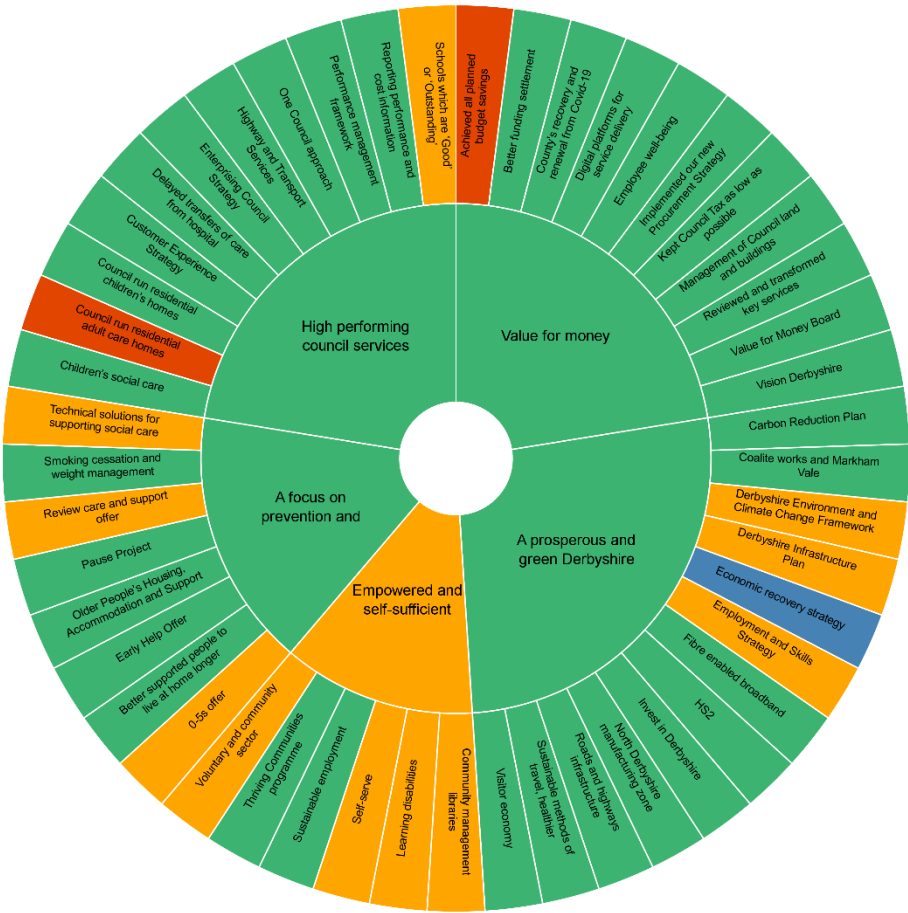 High performing
council services
Value for money
A prosperous and
green Derbyshire
Empowered and
self-sufficient
A focus on
prevention and
Achieved all planned
budget savings
Better funding settlement
County's recovery and
renewal from Covid-19
Digital platforms for
service delivery
Employee well-being
Implemented our new
Procurement Strategy
Kept Council Tax as low as
possible
Management of Council land
and buildings
Reviewed and transformed
key services
Value for Money Board
Vision Derbyshire
Carbon Reduction Plan
Coalite works and Markham
Vale
Derbyshire Environment and
Climate Change Framework
Derbyshire Infrastructure
Plan
Economic recovery strategy
Employment and Skills
Strategy
Fibre enabled broadband
HS2
Invest in Derbyshire
North Derbyshire
manufacturing zone
Roads and highways
infrastructure
Sustainable methods of
travel, healthier
Visitor economy
Community management
libraries
Learning disabilities
Self-serve
Sustainable employment
Thriving Communities
programme
Voluntary and community
sector
0-5s offer
Better supported people to
live at home longer
Early Help Offer
Older People's Housing,
Accommodation and Support
Pause Project
Review care and support
offer
Smoking cessation and
weight management
Technical solutions for
supporting social care
Children's social care
Council run residential
adult care homes
Council run residential
children's homes
Customer Experience
Strategy
Delayed transfers of care
from hospital
Enterprising Council
Strategy
Highway and Transport
Services
One Council approach
Performance management
framework
Reporting performance and
cost information
Schools which are 'Good'
or 'Outstanding'